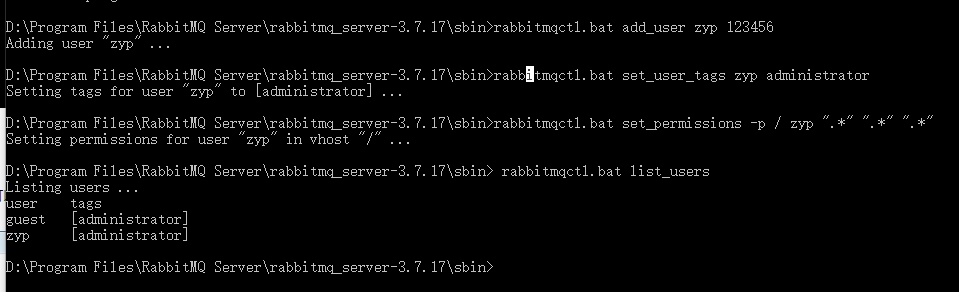 D:\Program Files\RabbitMQ Server\rabbitmq_server-3.7.17\sbin>rabbitmqctl.bat add_user zyp 123456
Adding user "zyp" ...
D:\Program Files\RabbitMQ Server\rabbitmq_server-3.7.17\sbin>rabbitmqctl.bat set_user_tags zyp administrator
Setting tags for user "zyp" to [administrator] ...
D:\Program Files\RabbitMQ Server\rabbitmq_server-3.7.17\sbin>rabbitmqctl.bat set_permissions -p / zyp ".*" ".*" ".*"
Setting permissions for user "zyp" in vhost "/" ...
D:\Program Files\RabbitMQ Server\rabbitmq_server-3.7.17\sbin> rabbitmqctl.bat list_users
Listing users ...
user    tags
guest   [administrator]
zyp     [administrator]
D:\Program Files\RabbitMQ Server\rabbitmq_server-3.7.17\sbin>